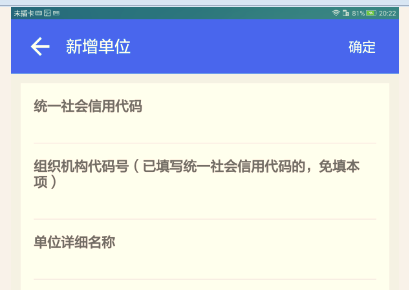 未插卡 81% 20:22
新增单位 确定
统一社会信用代码
组织机构代码号（已填写统一社会信用代码的，免填本
项）
单位详细名称